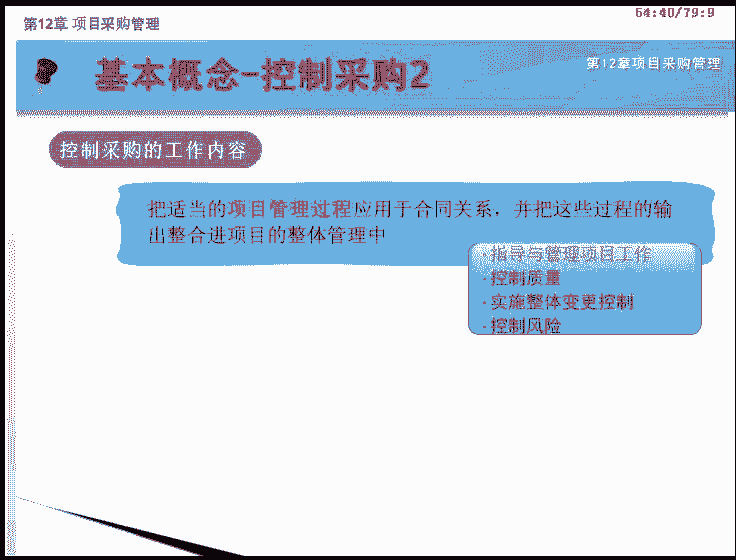 第12章 项目采购管理
54:40/79:9
基本概念-控制采购2
第12章项目采购管理
控制采购的工作内容
把适当的项目管理过程应用于合同关系，并把这些过程的输
出整合进项目的整体管理中
·指导与管理项目工作
·控制质量
·实施整体变更控制
·控制风险